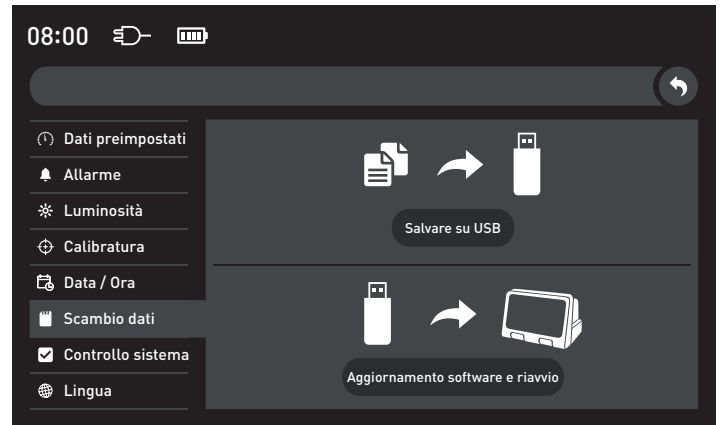 08:00
Dati preimpostati
Allarme
Luminosità
Calibratura
Data / Ora
Scambio dati
Controllo sistema
Lingua
Salvare su USB
Aggiornamento software e riavvio